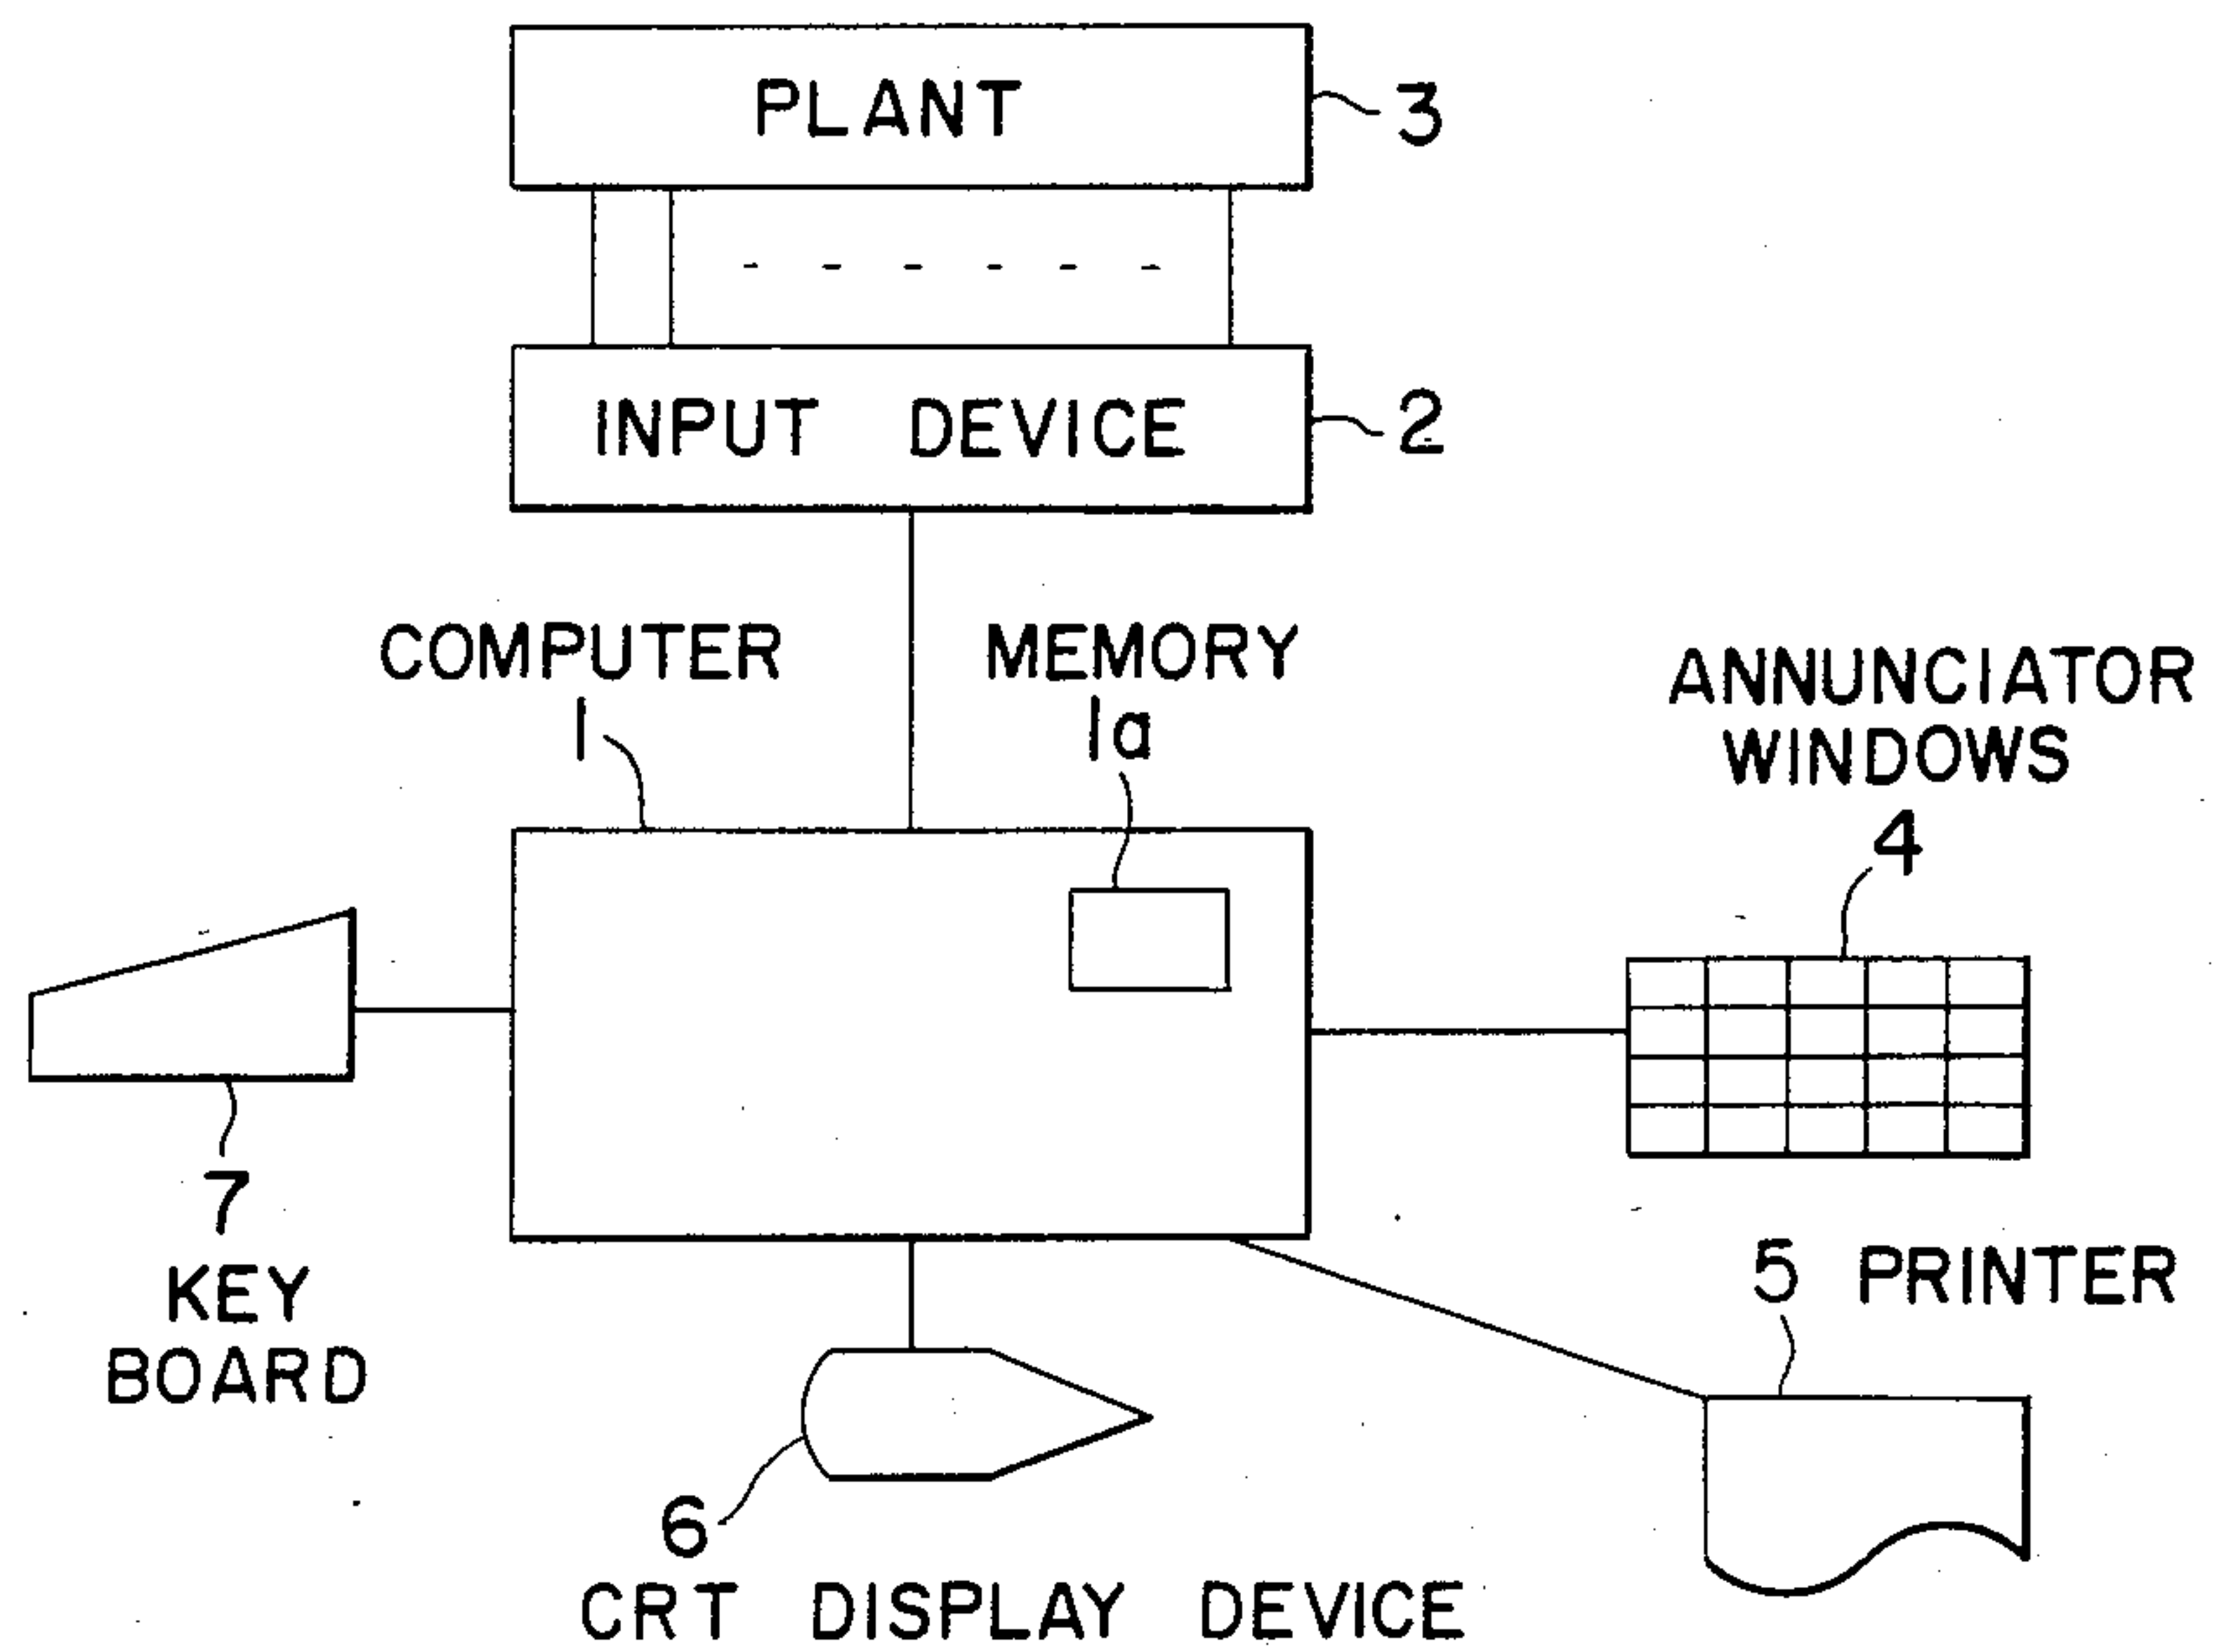 PLANT
3
INPUT DEVICE
2
COMPUTER
1
MEMORY
1a
ANNUNCIATOR
WINDOWS
4
7
KEY
BOARD
5 PRINTER
6
CRT DISPLAY DEVICE